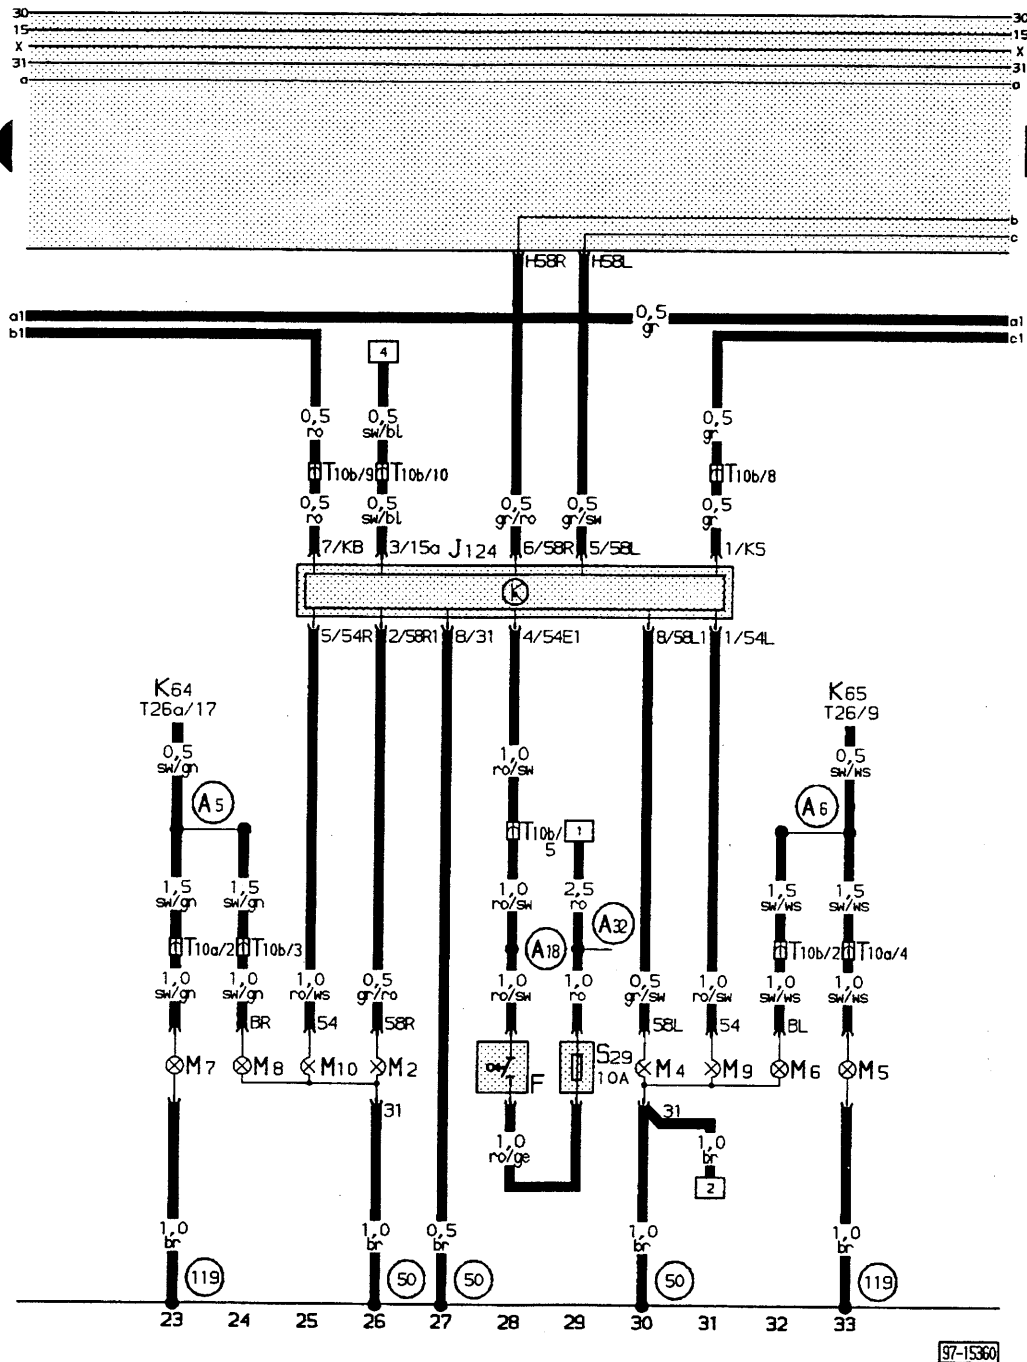 30 30
15 15
X X
31 31
a a
b
c
H58R H58L
a1 0,5 a1
gr
b1 c1
4
0,5 0,5 0,5
ro sw/bl gr
T10b/9 T10b/10 T10b/8
0,5 0,5 0,5 0,5 0,5
ro sw/bl gr/ro gr/sw gr
7/KB 3/15a J124 6/58R 5/58L 1/KS
K
5/54R 2/58R1 8/31 4/54E1 8/58L1 1/54L
K64 K65
T26a/17 T26/9
0,5 1,0 0,5
sw/gn ro/sw sw/ws
A5 A6
T10b/5 1
1,5 1,5 1,0 2,5 1,5 1,5
sw/gn sw/gn ro/sw ro sw/ws sw/ws
A32
T10a/2 T10b/3 A18 T10b/2 T10a/4
1,0 1,0 1,0 0,5 1,0 1,0 0,5 1,0 1,0 1,0
sw/gn sw/gn ro/ws gr/ro ro/sw ro gr/sw ro/sw sw/ws sw/ws
BR 54 58R 58L 54 BL
M7 M8 M10 M2 F S29 10A M4 M9 M6 M5
31 31
1,0 1,0
ro/ge br
2
1,0 1,0 0,5 1,0 1,0
br br br br br
119 50 50 50 119
23 24 25 26 27 28 29 30 31 32 33
97-15360